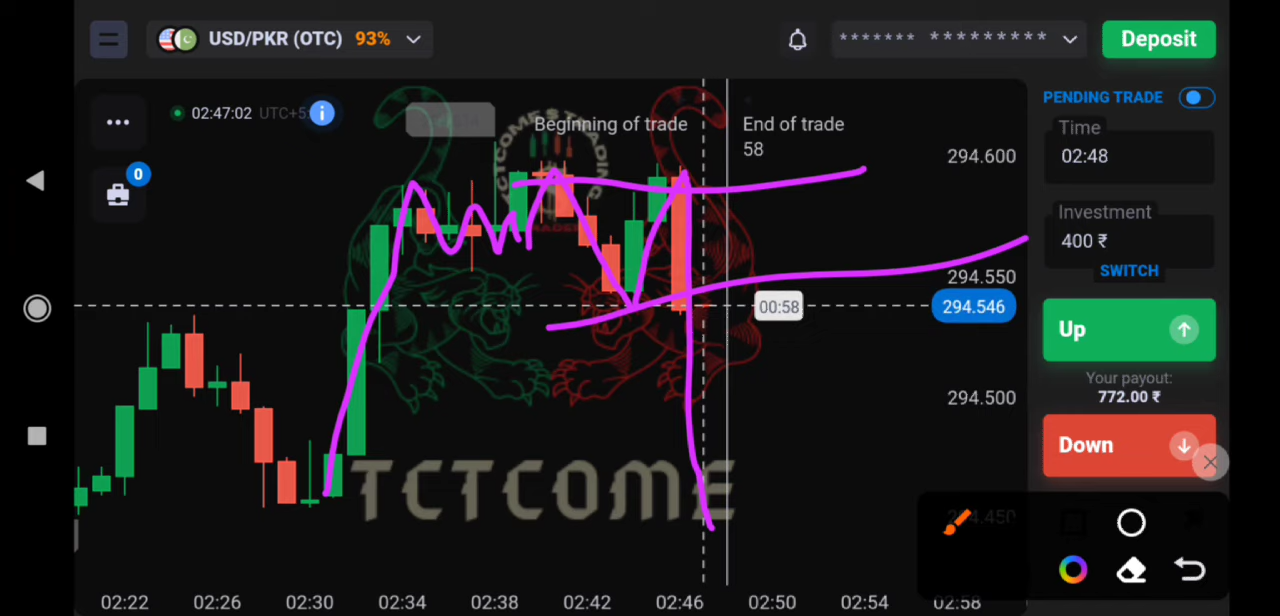 USD/PKR (OTC) 93%
******* *********
Deposit
02:47:02 UTC+5
i
0
Beginning of trade
End of trade
58
PENDING TRADE
Time
02:48
Investment
400 ₹
SWITCH
Up
Your payout:
772.00 ₹
Down
294.600
294.550
294.546
294.500
294.450
00:58
TCTCOME
02:22 02:26 02:30 02:34 02:38 02:42 02:46 02:50 02:54 02:58